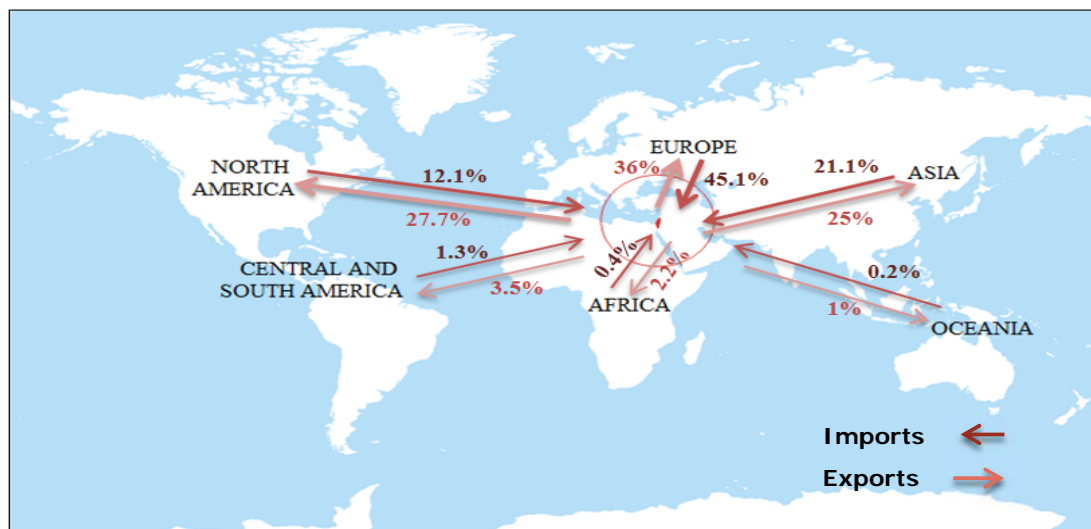 EUROPE
36%
45.1%
NORTH
AMERICA
12.1%
27.7%
21.1%
ASIA
25%
CENTRAL AND
SOUTH AMERICA
1.3%
3.5%
0.4%
2.2%
AFRICA
0.2%
1%
OCEANIA
Imports
Exports